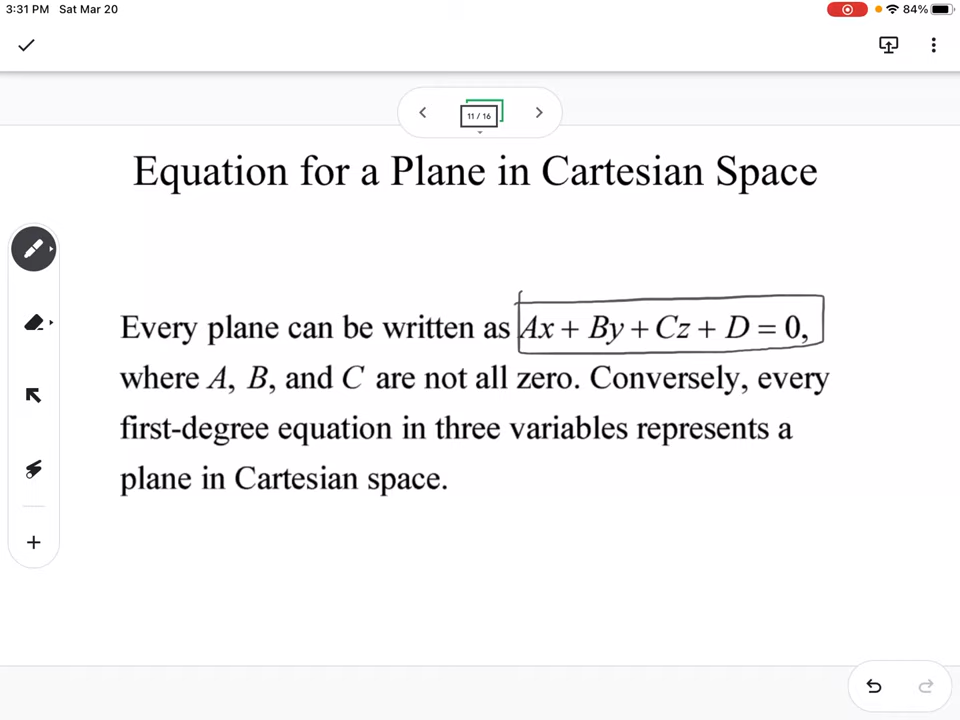 3:31 PM Sat Mar 20 84%
11 / 16
Equation for a Plane in Cartesian Space
Every plane can be written as Ax + By + Cz + D = 0,
where A, B, and C are not all zero. Conversely, every
first-degree equation in three variables represents a
plane in Cartesian space.